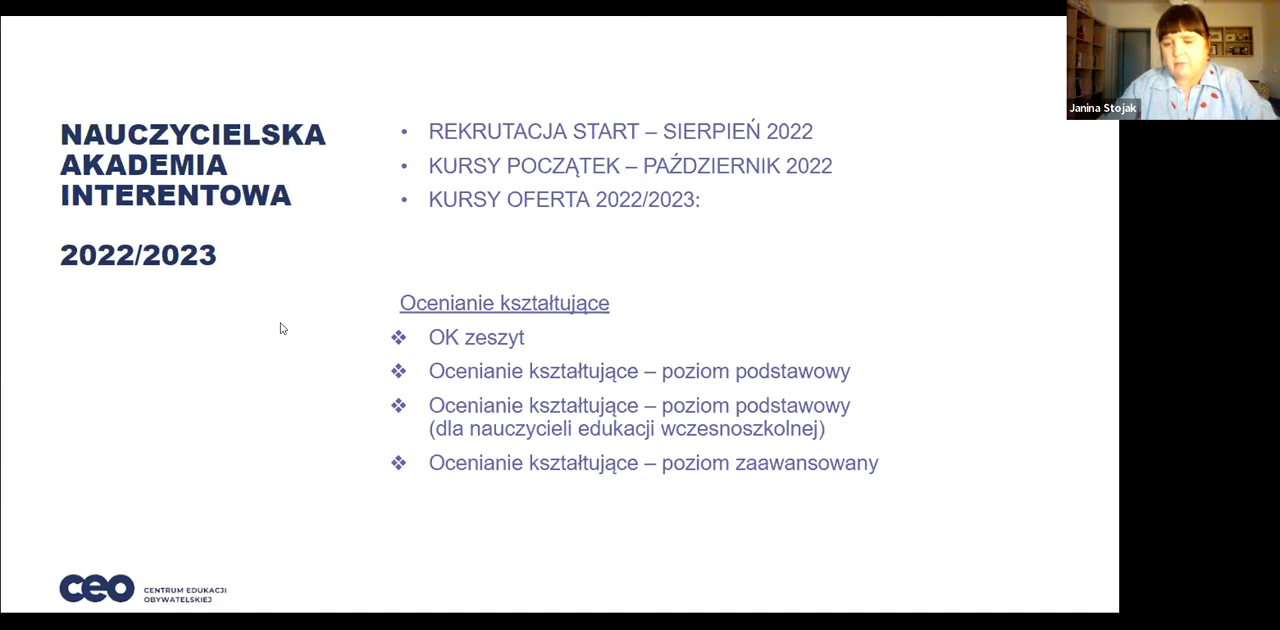 NAUCZYCIELSKA
AKADEMIA
INTERENTOWA
2022/2023
• REKRUTACJA START – SIERPIEŃ 2022
• KURSY POCZĄTEK – PAŹDZIERNIK 2022
• KURSY OFERTA 2022/2023:
Ocenianie kształtujące
❖ OK zeszyt
❖ Ocenianie kształtujące – poziom podstawowy
❖ Ocenianie kształtujące – poziom podstawowy
(dla nauczycieli edukacji wczesnoszkolnej)
❖ Ocenianie kształtujące – poziom zaawansowany
ceo CENTRUM EDUKACJI
OBYWATELSKIEJ
Janina Stojak